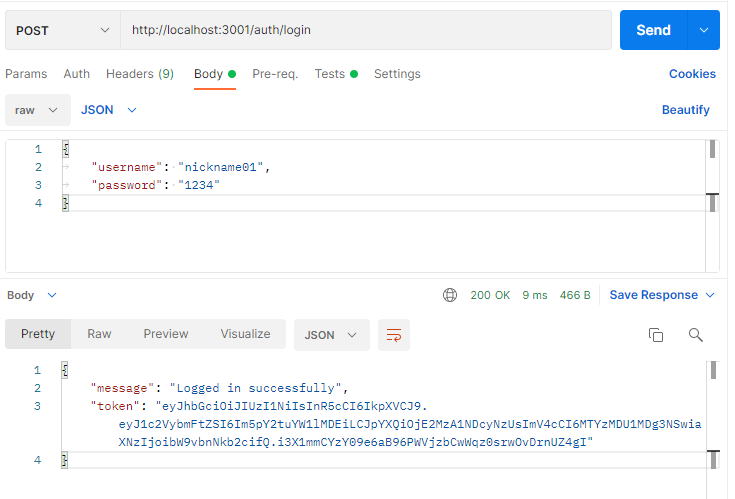 POST http://localhost:3001/auth/login Send
Params Auth Headers (9) Body Pre-req. Tests Settings Cookies
raw JSON Beautify
1 {
2 "username": "nickname01",
3 "password": "1234"
4 }
Body 200 OK 9 ms 466 B Save Response
Pretty Raw Preview Visualize JSON
1 {
2 "message": "Logged in successfully",
3 "token": "eyJhbGciOiJIUzI1NiIsInR5cCI6IkpXVCJ9.
eyJ1c2VybmFtZSI6Im5pY2tuYW1lMDEiLCJpYXQiOjE2MzA1NDcyNzUsImV4cCI6MTYzMDU1MDg3NSwia
XNzIjoibW9vbnNkb2cifQ.i3X1mmCYzY09e6aB96PWVjzbCwWqz0srwOvDrnUZ4gI"
4 }